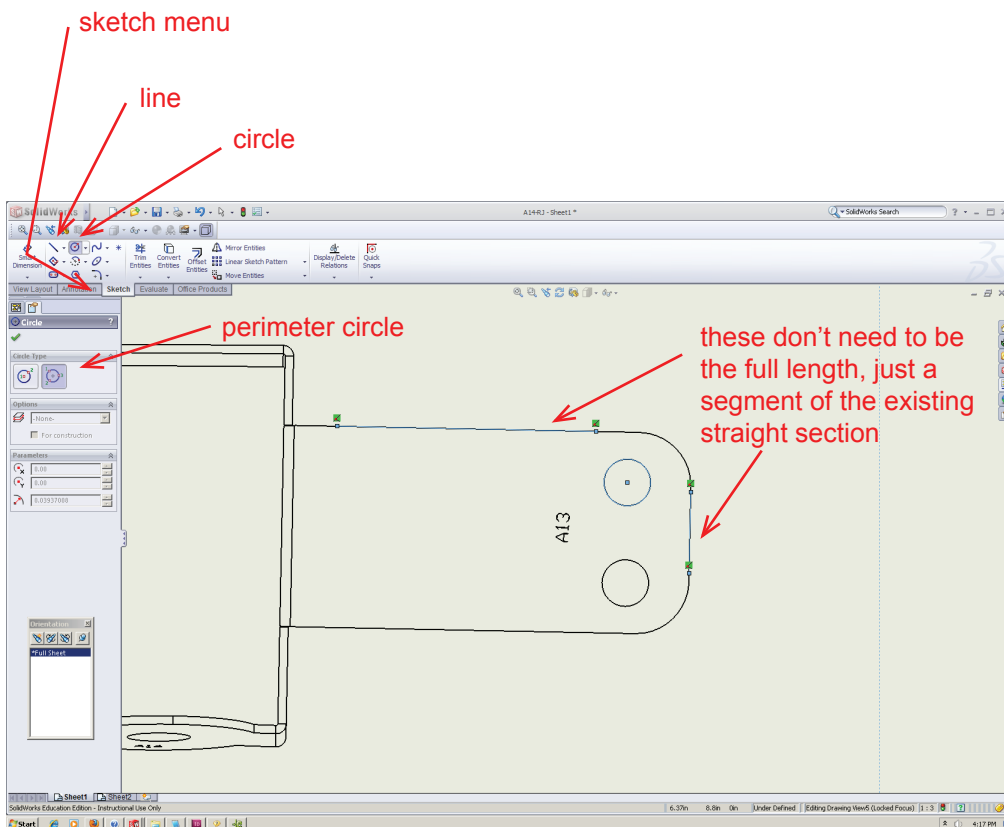 sketch menu
line
circle
SolidWorks
A14-RJ - Sheet1 *
SolidWorks Search
Smart Dimension
Trim Entities
Convert Entities
Offset Entities
Mirror Entities
Linear Sketch Pattern
Move Entities
Display/Delete Relations
Quick Snaps
View Layout
Annotation
Sketch
Evaluate
Office Products
Circle
?
perimeter circle
these don’t need to be
the full length, just a
segment of the existing
straight section
Circle Type
Options
-None-
For construction
Parameters
0.00
0.00
0.03937008
A13
Orientation
*Full Sheet
Sheet1
Sheet2
SolidWorks Education Edition - Instructional Use Only
6.37in
8.8in
0in
Under Defined
Editing Drawing View5 (Locked Focus)
1 : 3
Start
4:17 PM